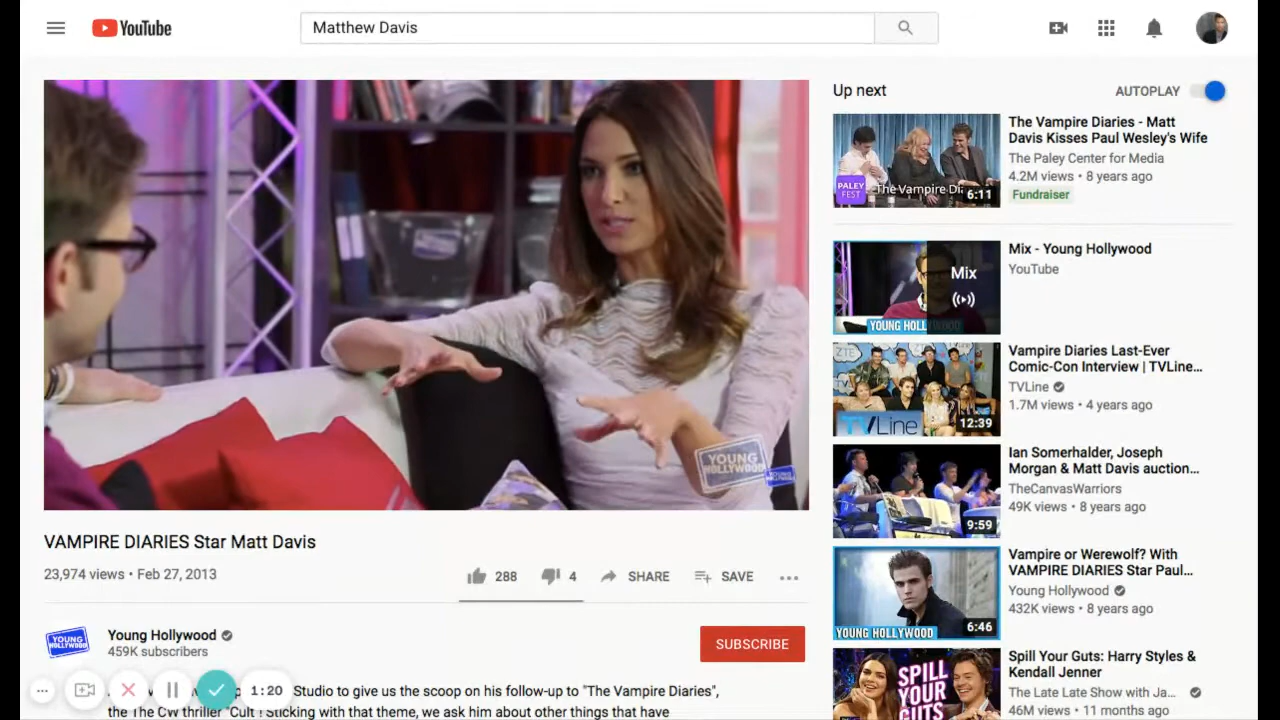 YouTube
Matthew Davis
YOUNG
HOLLYWOOD
VAMPIRE DIARIES Star Matt Davis
23,974 views • Feb 27, 2013
288
4
SHARE
SAVE
YOUNG
HOLLYWOOD
Young Hollywood
459K subscribers
SUBSCRIBE
1:20
Studio to give us the scoop on his follow-up to "The Vampire Diaries",
the The CW thriller "Cult"! Sticking with that theme, we ask him about other things that have
Up next
AUTOPLAY
PALEY
FEST
The Vampire Di
6:11
The Vampire Diaries - Matt
Davis Kisses Paul Wesley's Wife
The Paley Center for Media
4.2M views • 8 years ago
Fundraiser
Mix
YOUNG HOLLYWOOD
Mix - Young Hollywood
YouTube
TVLine
12:39
Vampire Diaries Last-Ever
Comic-Con Interview | TVLine...
TVLine
1.7M views • 4 years ago
9:59
Ian Somerhalder, Joseph
Morgan & Matt Davis auction...
TheCanvasWarriors
49K views • 8 years ago
YOUNG HOLLYWOOD
6:46
Vampire or Werewolf? With
VAMPIRE DIARIES Star Paul...
Young Hollywood
432K views • 8 years ago
SPILL
YOUR
GUTS
Spill Your Guts: Harry Styles &
Kendall Jenner
The Late Late Show with Ja...
46M views • 11 months ago